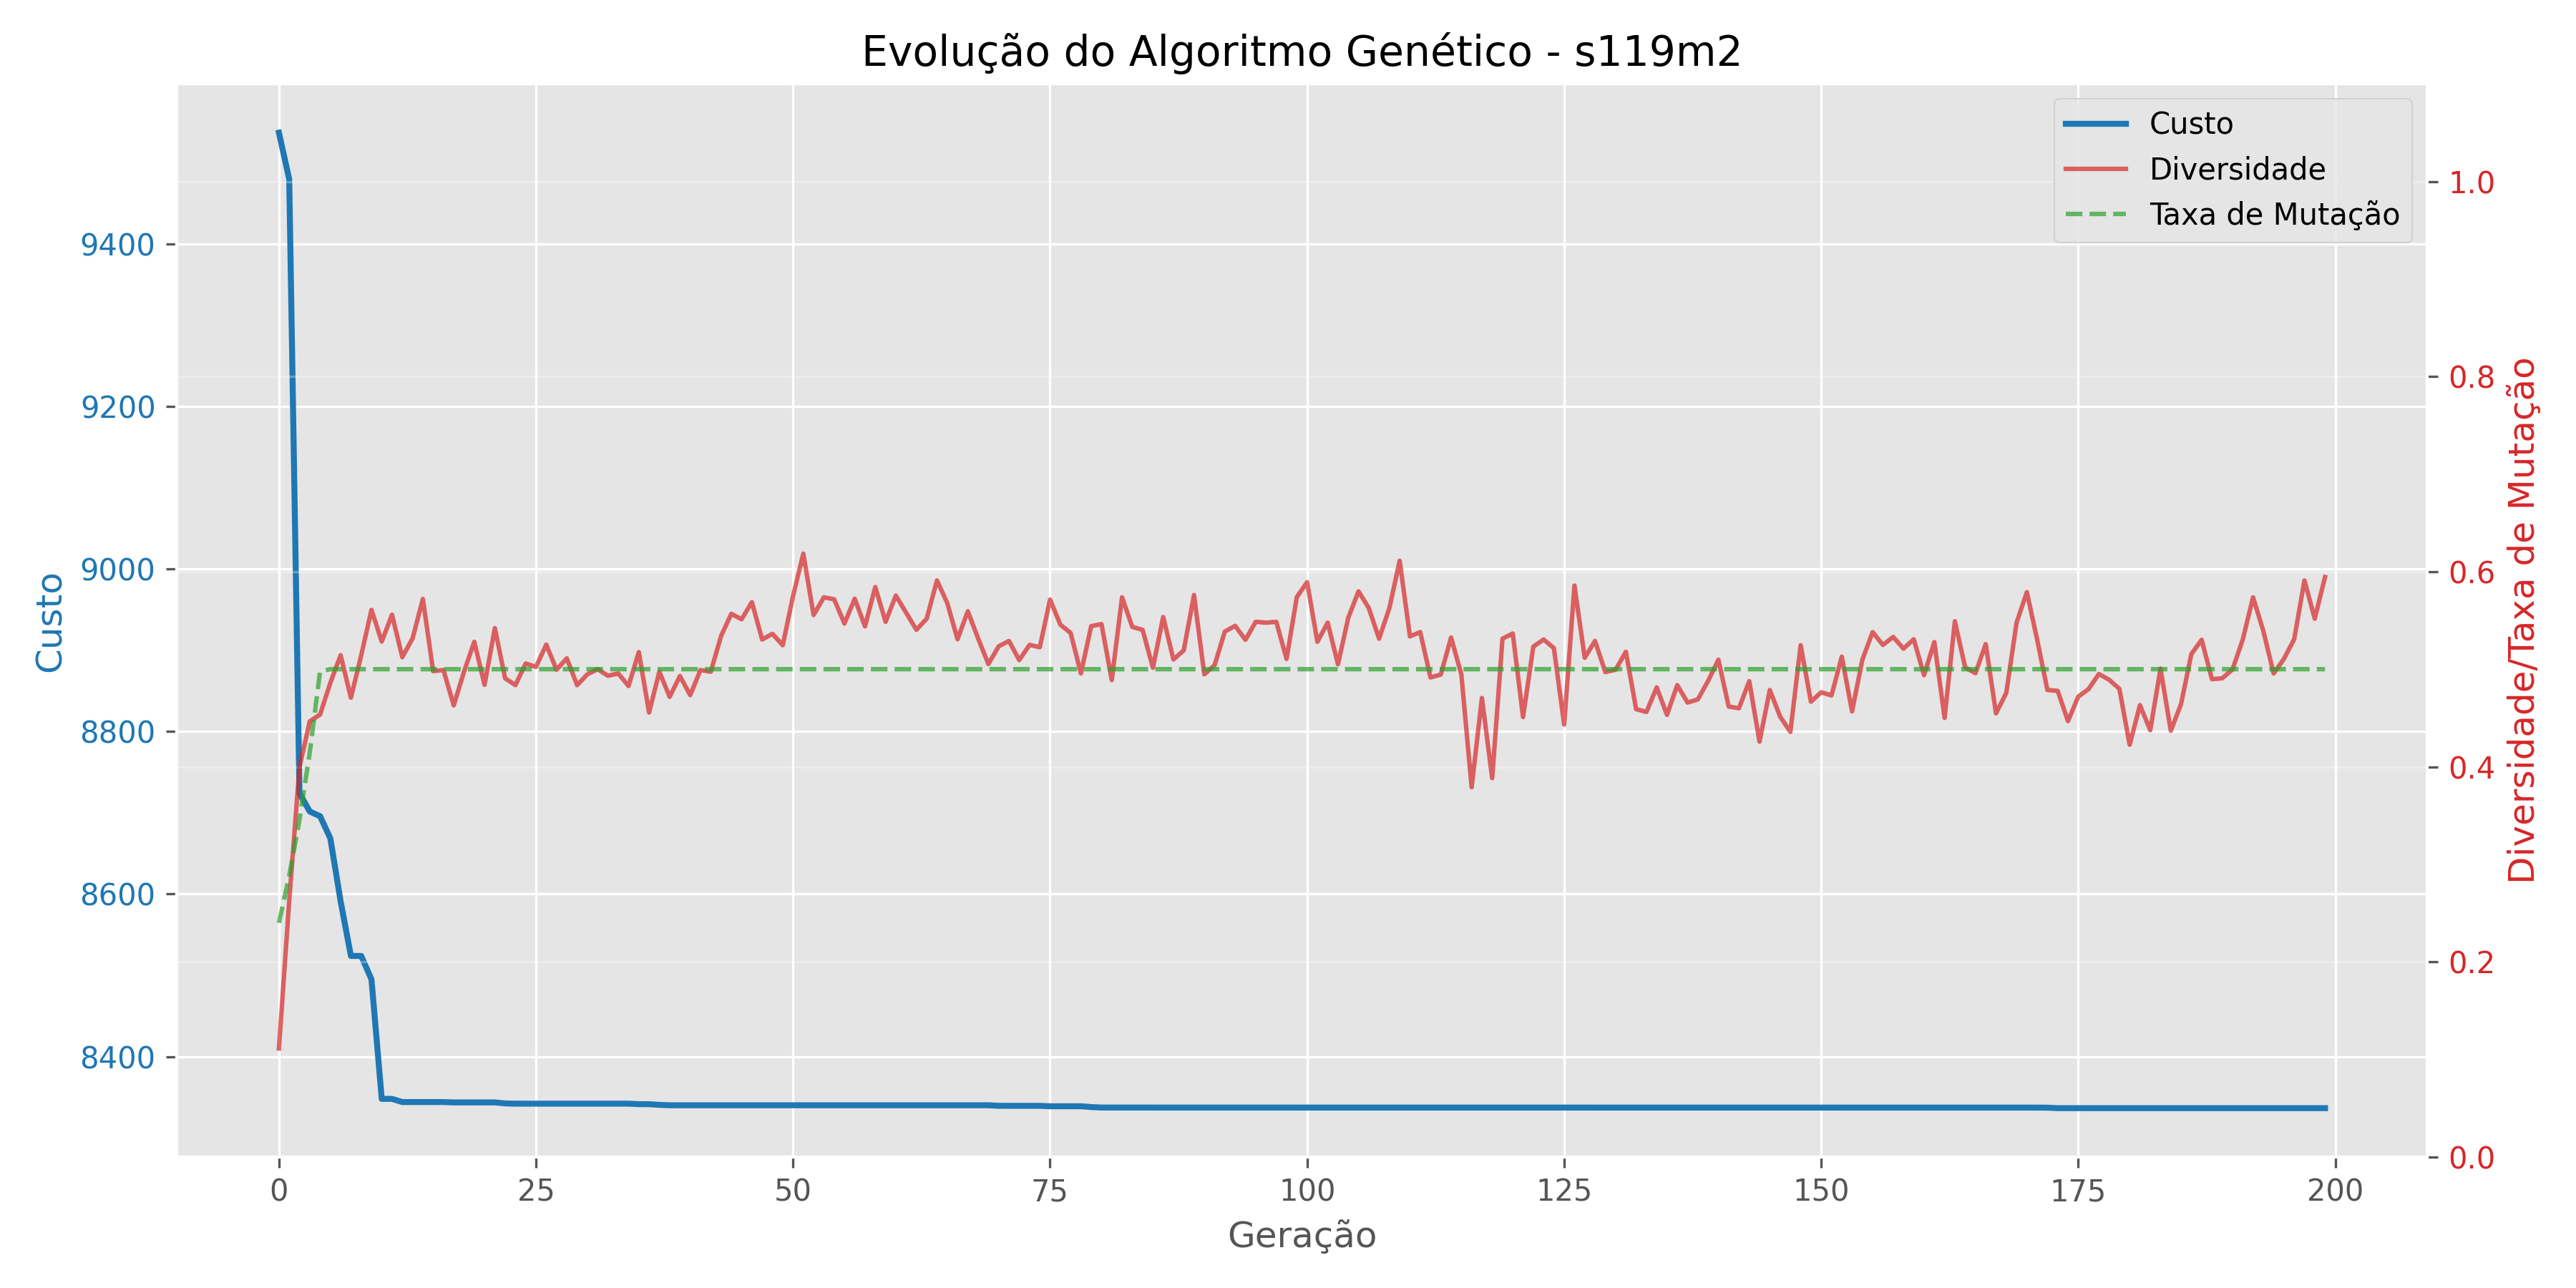 Evolução do Algoritmo Genético - s119m2
Custo
Diversidade
Taxa de Mutação
9400
9200
9000
8800
8600
8400
Custo
1.0
0.8
0.6
0.4
0.2
0.0
Diversidade/Taxa de Mutação
0 25 50 75 100 125 150 175 200
Geração